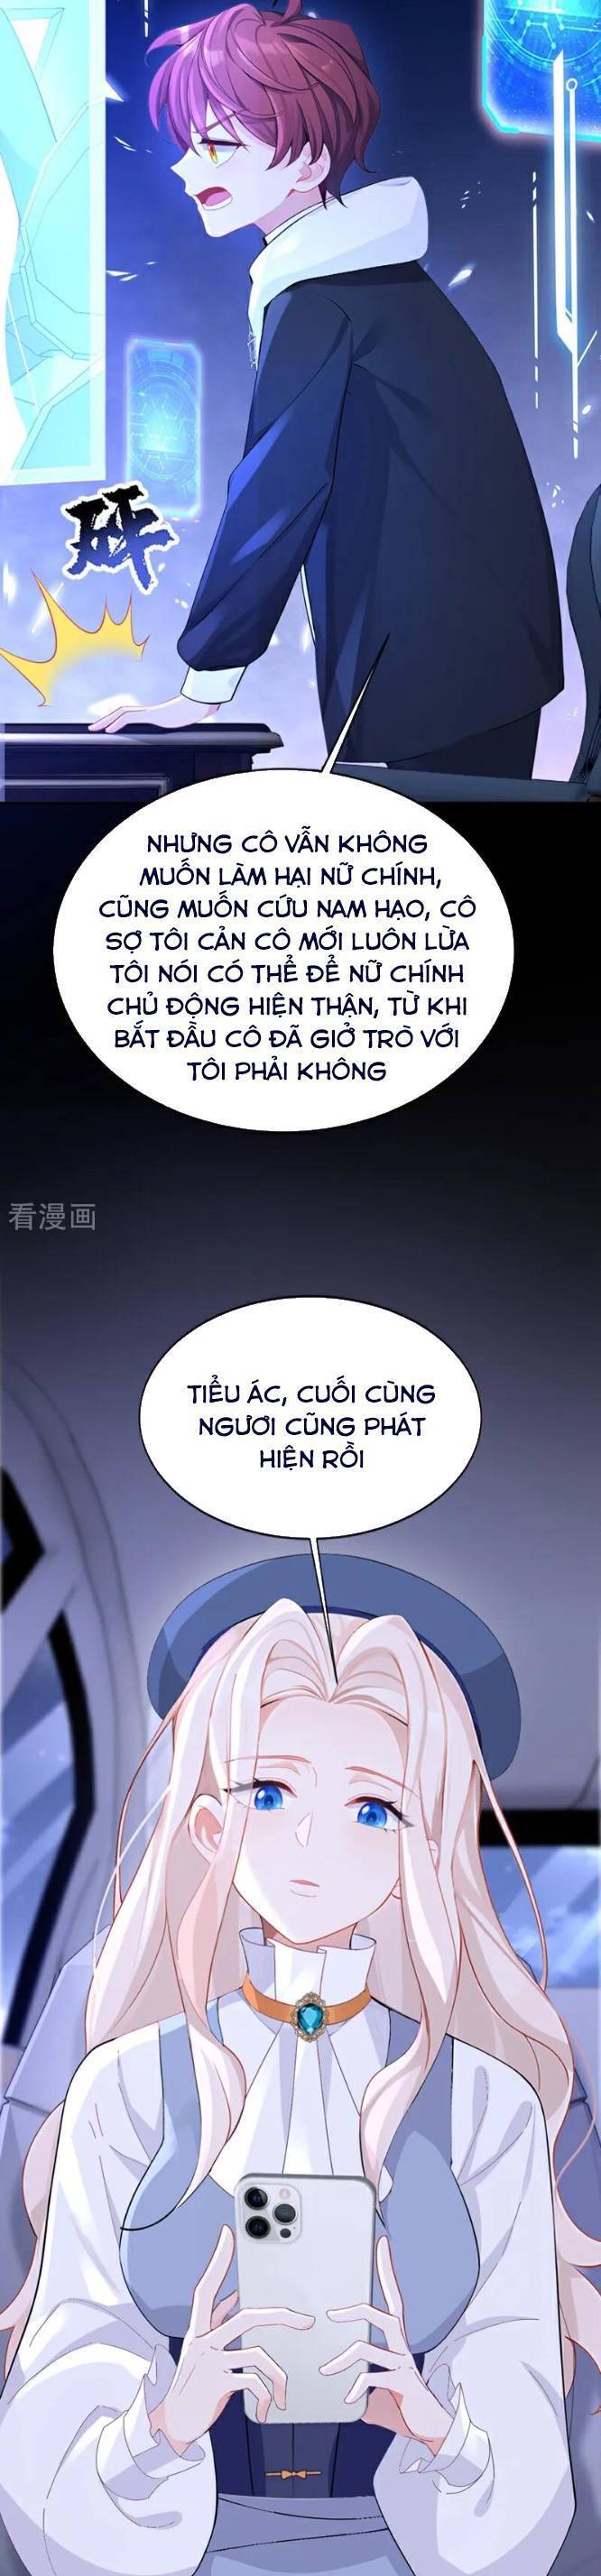 砰
NHƯNG CÔ VẪN KHÔNG
MUỐN LÀM HẠI NỮ CHÍNH,
CŨNG MUỐN CỨU NAM HẠO, CÔ
SỢ TÔI CẢN CÔ MỚI LUÔN LỪA
TÔI NÓI CÓ THỂ ĐỂ NỮ CHÍNH
CHỦ ĐỘNG HIỆN THẬN, TỪ KHI
BẮT ĐẦU CÔ ĐÃ GIỞ TRÒ VỚI
TÔI PHẢI KHÔNG
看漫画
TIỂU ÁC, CUỐI CÙNG
NGƯƠI CŨNG PHÁT
HIỆN RỒI